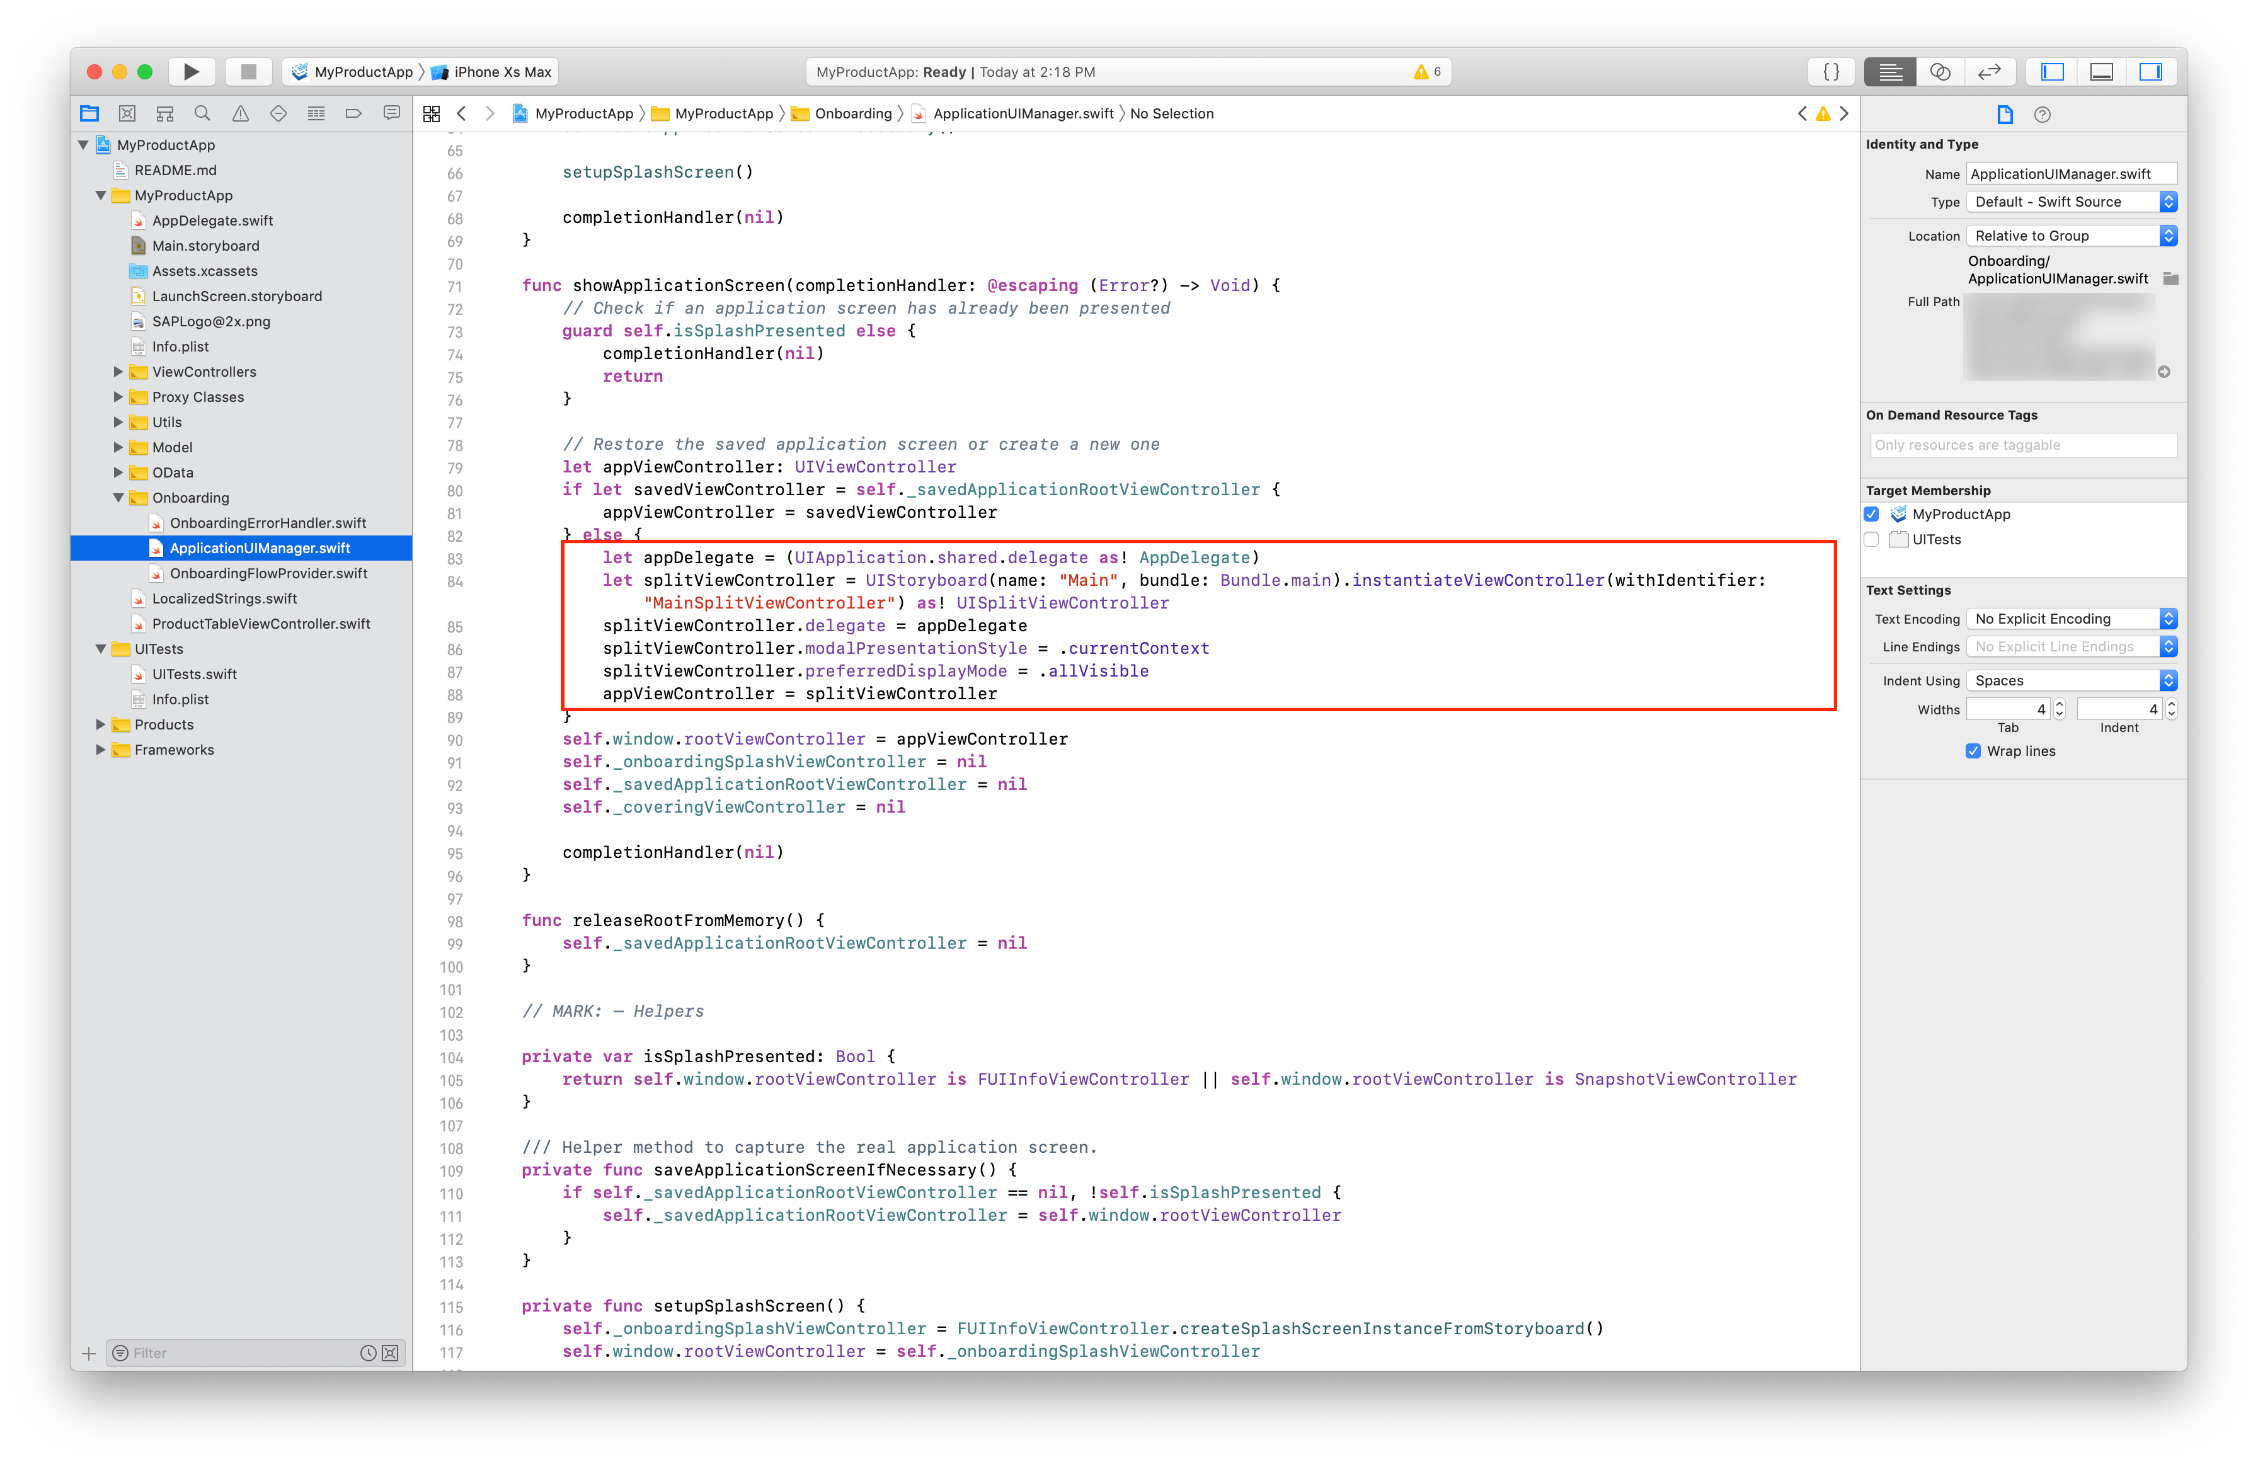 MyProductApp 〉 iPhone Xs Max
MyProductApp: Ready | Today at 2:18 PM
6
{}
MyProductApp 〉 MyProductApp 〉 Onboarding 〉 ApplicationUIManager.swift 〉 No Selection
MyProductApp
README.md
MyProductApp
AppDelegate.swift
Main.storyboard
Assets.xcassets
LaunchScreen.storyboard
SAPLogo@2x.png
Info.plist
ViewControllers
Proxy Classes
Utils
Model
OData
Onboarding
OnboardingErrorHandler.swift
ApplicationUIManager.swift
OnboardingFlowProvider.swift
LocalizedStrings.swift
ProductTableViewController.swift
UITests
UITests.swift
Info.plist
Products
Frameworks
Filter
65
66 setupSplashScreen()
67
68 completionHandler(nil)
69 }
70
71 func showApplicationScreen(completionHandler: @escaping (Error?) -> Void) {
72 // Check if an application screen has already been presented
73 guard self.isSplashPresented else {
74 completionHandler(nil)
75 return
76 }
77
78 // Restore the saved application screen or create a new one
79 let appViewController: UIViewController
80 if let savedViewController = self._savedApplicationRootViewController {
81 appViewController = savedViewController
82 } else {
83 let appDelegate = (UIApplication.shared.delegate as! AppDelegate)
84 let splitViewController = UIStoryboard(name: "Main", bundle: Bundle.main).instantiateViewController(withIdentifier:
"MainSplitViewController") as! UISplitViewController
85 splitViewController.delegate = appDelegate
86 splitViewController.modalPresentationStyle = .currentContext
87 splitViewController.preferredDisplayMode = .allVisible
88 appViewController = splitViewController
89 }
90 self.window.rootViewController = appViewController
91 self._onboardingSplashViewController = nil
92 self._savedApplicationRootViewController = nil
93 self._coveringViewController = nil
94
95 completionHandler(nil)
96 }
97
98 func releaseRootFromMemory() {
99 self._savedApplicationRootViewController = nil
100 }
101
102 // MARK: – Helpers
103
104 private var isSplashPresented: Bool {
105 return self.window.rootViewController is FUIInfoViewController || self.window.rootViewController is SnapshotViewController
106 }
107
108 /// Helper method to capture the real application screen.
109 private func saveApplicationScreenIfNecessary() {
110 if self._savedApplicationRootViewController == nil, !self.isSplashPresented {
111 self._savedApplicationRootViewController = self.window.rootViewController
112 }
113 }
114
115 private func setupSplashScreen() {
116 self._onboardingSplashViewController = FUIInfoViewController.createSplashScreenInstanceFromStoryboard()
117 self.window.rootViewController = self._onboardingSplashViewController
Identity and Type
Name ApplicationUIManager.swift
Type Default - Swift Source
Location Relative to Group
Onboarding/
ApplicationUIManager.swift
Full Path
On Demand Resource Tags
Only resources are taggable
Target Membership
MyProductApp
UITests
Text Settings
Text Encoding No Explicit Encoding
Line Endings No Explicit Line Endings
Indent Using Spaces
Widths 4 4
Tab Indent
Wrap lines